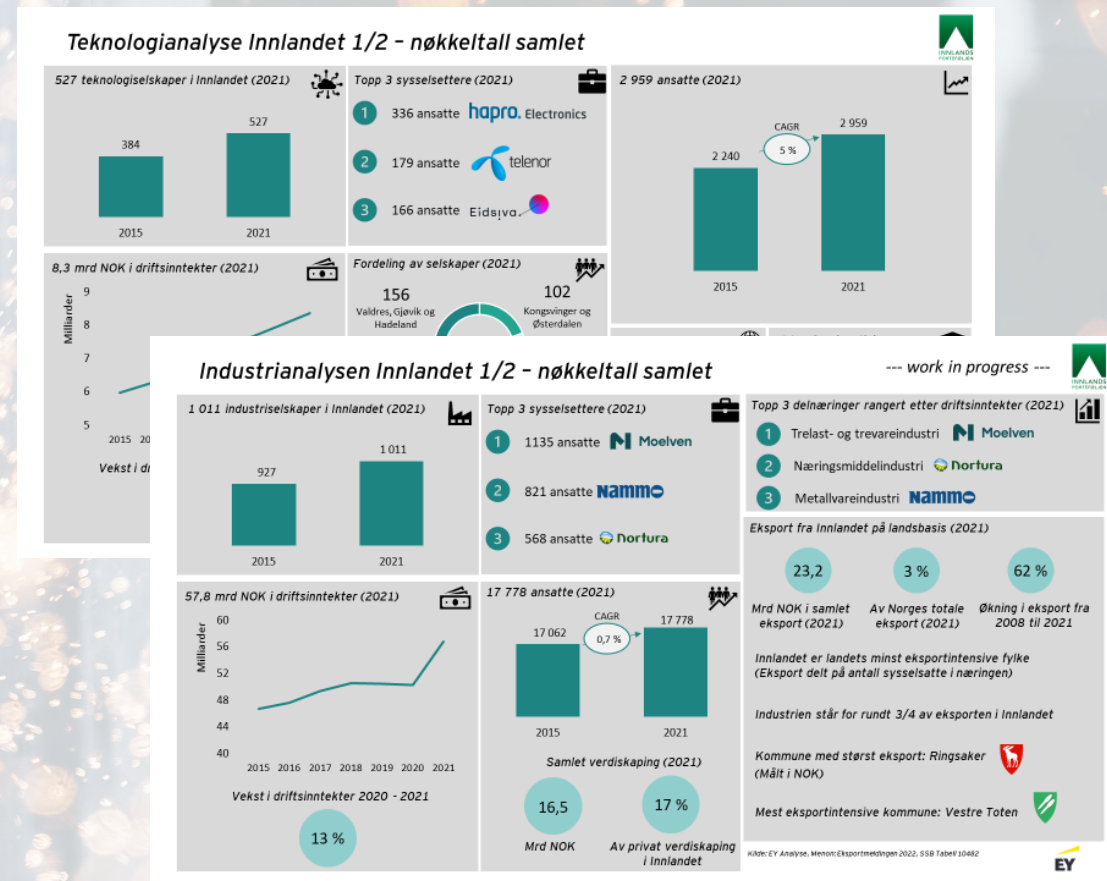 Teknologianalyse Innlandet 1/2 – nøkkeltall samlet
INNLANDS
PORTEFØLJEN
527 teknologiselskaper i Innlandet (2021)
384
527
2015
2021
Topp 3 sysselsettere (2021)
1 336 ansatte hapro. Electronics
2 179 ansatte telenor
3 166 ansatte Eidsiva
2 959 ansatte (2021)
CAGR
5 %
2 240
2 959
2015
2021
8,3 mrd NOK i driftsinntekter (2021)
Milliarder
9
8
7
6
5
2015 20
Vekst i dr
Fordeling av selskaper (2021)
156
Valdres, Gjøvik og
Hadeland
102
Kongsvinger og
Østerdalen
Industrianalysen Innlandet 1/2 – nøkkeltall samlet
--- work in progress ---
INNLANDS
PORTEFØLJEN
1 011 industriselskaper i Innlandet (2021)
927
1 011
2015
2021
Topp 3 sysselsettere (2021)
1 1135 ansatte Moelven
2 821 ansatte Nammo
3 568 ansatte Nortura
Topp 3 delnæringer rangert etter driftsinntekter (2021)
1 Trelast- og trevareindustri Moelven
2 Næringsmiddelindustri Nortura
3 Metallvareindustri Nammo
57,8 mrd NOK i driftsinntekter (2021)
Milliarder
60
56
52
48
44
40
2015 2016 2017 2018 2019 2020 2021
Vekst i driftsinntekter 2020 - 2021
13 %
17 778 ansatte (2021)
CAGR
0,7 %
17 062
17 778
2015
2021
Samlet verdiskaping (2021)
16,5
Mrd NOK
17 %
Av privat verdiskaping
i Innlandet
Eksport fra Innlandet på landsbasis (2021)
23,2
Mrd NOK i samlet
eksport (2021)
3 %
Av Norges totale
eksport (2021)
62 %
Økning i eksport fra
2008 til 2021
Innlandet er landets minst eksportintensive fylke
(Eksport delt på antall sysselsatte i næringen)
Industrien står for rundt 3/4 av eksporten i Innlandet
Kommune med størst eksport: Ringsaker
(Målt i NOK)
Mest eksportintensive kommune: Vestre Toten
Kilde: EY Analyse, Menon: Eksportmeldingen 2022, SSB Tabell 10482
EY